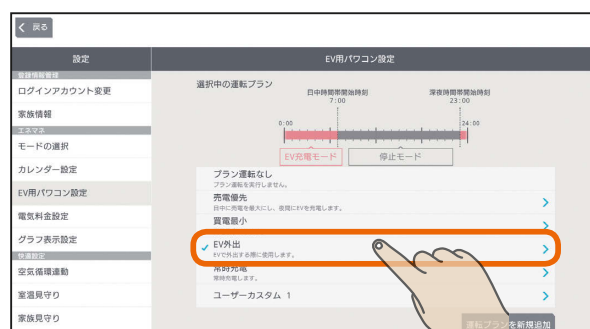 戻る
設定
EV用パワコン設定
登録情報管理
ログインアカウント変更
家族情報
エネマネ
モードの選択
カレンダー設定
EV用パワコン設定
電気料金設定
グラフ表示設定
快適設定
空気循環連動
室温見守り
家族見守り
選択中の運転プラン
日中時間帯開始時刻
7:00
深夜時間帯開始時刻
23:00
0:00
24:00
EV充電モード
停止モード
プラン運転なし
プラン運転を実行しません。
売電優先
日中に売電を最大にし、夜間にEVを充電します。
買電最小
EV外出
EVで外出する際に使用します。
常時充電
常時充電します。
ユーザーカスタム 1
運転プランを新規追加